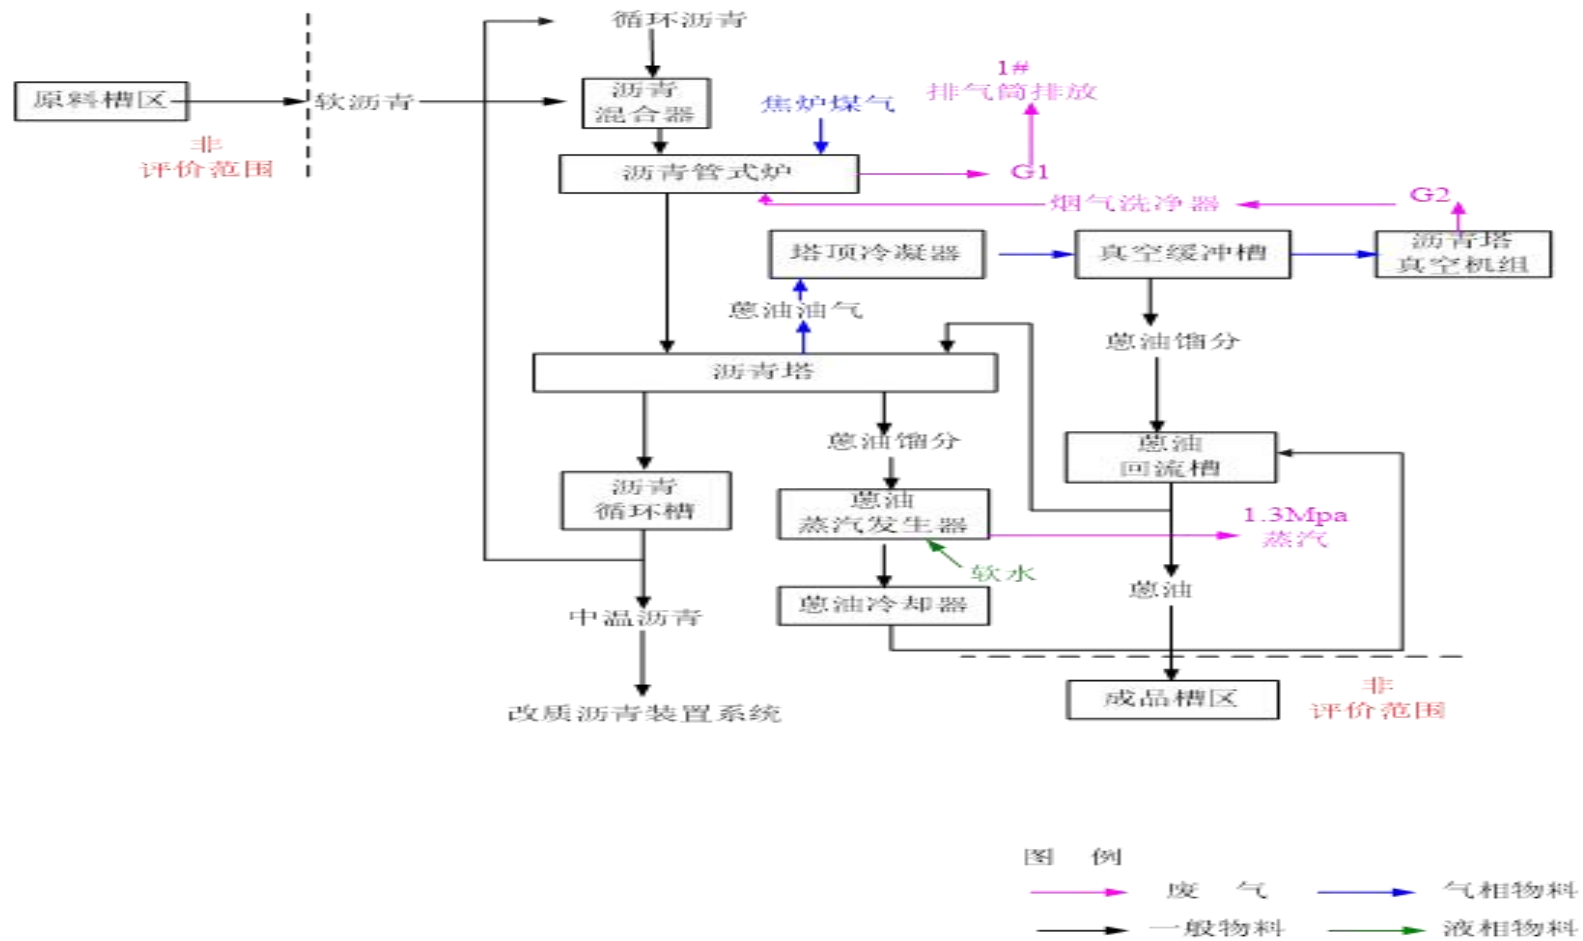 循环沥青
原料槽区
软沥青
沥青
混合器
焦炉煤气
1#
排气筒排放
非
评价范围
沥青管式炉
G1
烟气洗净器
G2
塔顶冷凝器
真空缓冲槽
沥青塔
真空机组
蒽油油气
蒽油馏分
沥青塔
蒽油馏分
蒽油
回流槽
沥青
循环槽
蒽油
蒸汽发生器
1.3Mpa
蒸汽
软水
蒽油
蒽油冷却器
中温沥青
改质沥青装置系统
成品槽区
非
评价范围
图 例
废 气
气相物料
一般物料
液相物料